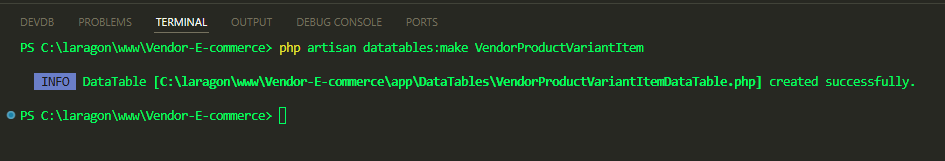 DEVDB PROBLEMS TERMINAL OUTPUT DEBUG CONSOLE PORTS
PS C:\laragon\www\Vendor-E-commerce> php artisan datatables:make VendorProductVariantItem
INFO DataTable [C:\laragon\www\Vendor-E-commerce\app\DataTables\VendorProductVariantItemDataTable.php] created successfully.
PS C:\laragon\www\Vendor-E-commerce>